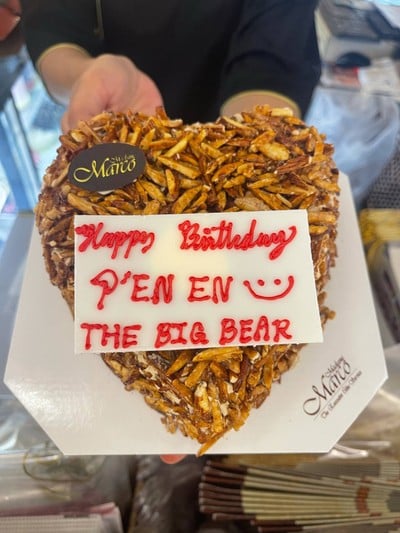 Marco
Happy Birthday
P'EN EN
THE BIG BEAR
Marco